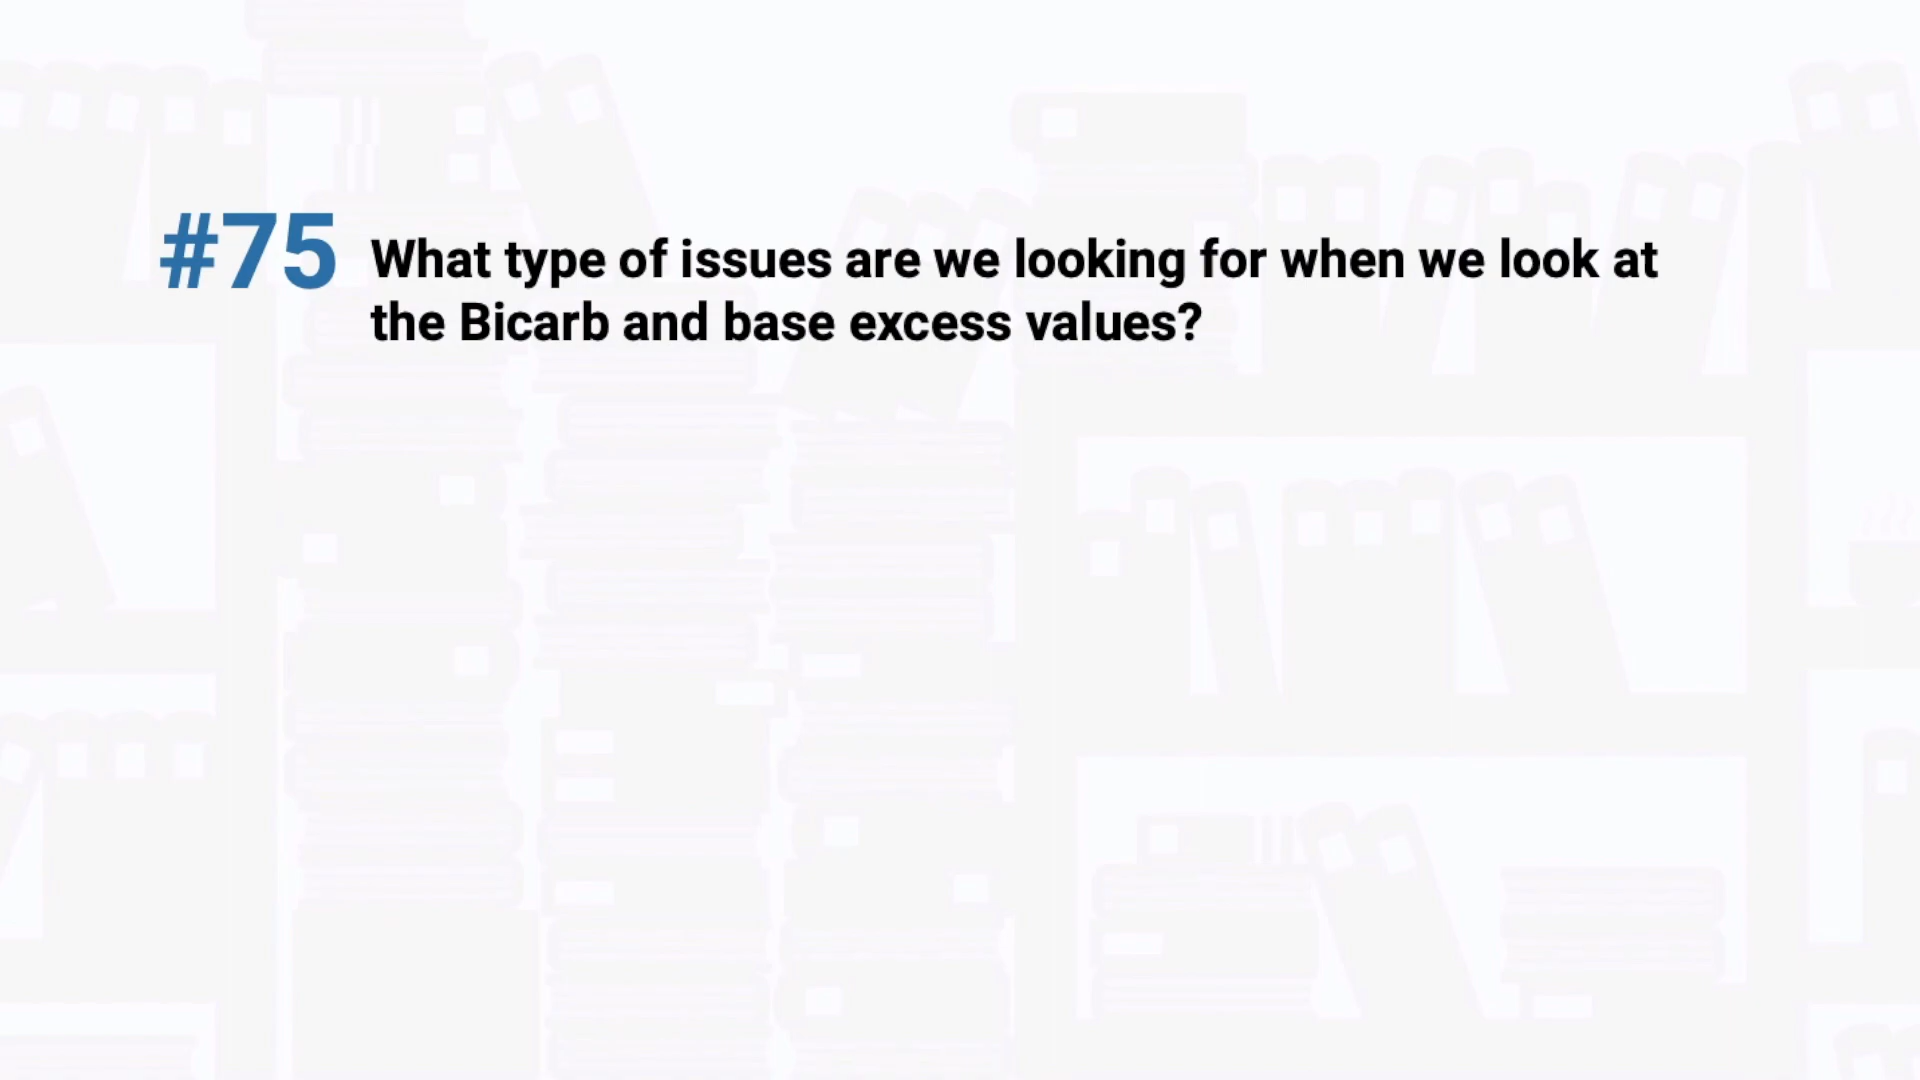 #75 What type of issues are we looking for when we look at
the Bicarb and base excess values?